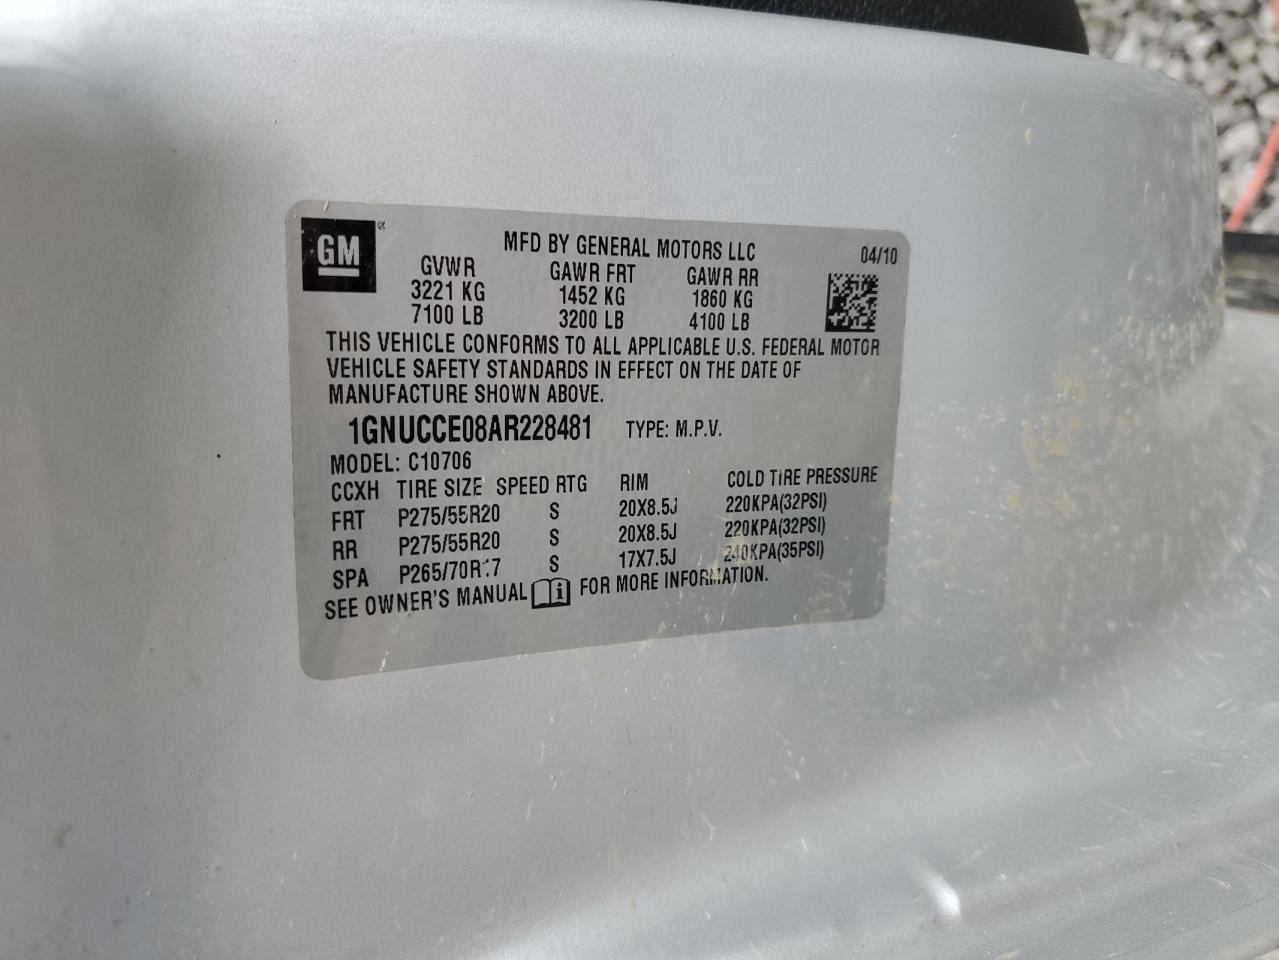 GM ®
MFD BY GENERAL MOTORS LLC 04/10
GVWR GAWR FRT GAWR RR
3221 KG 1452 KG 1860 KG
7100 LB 3200 LB 4100 LB
THIS VEHICLE CONFORMS TO ALL APPLICABLE U.S. FEDERAL MOTOR
VEHICLE SAFETY STANDARDS IN EFFECT ON THE DATE OF
MANUFACTURE SHOWN ABOVE.
1GNUCCE08AR228481 TYPE: M.P.V.
MODEL: C10706
CCXH TIRE SIZE SPEED RTG RIM COLD TIRE PRESSURE
FRT P275/55R20 S 20X8.5J 220KPA(32PSI)
RR P275/55R20 S 20X8.5J 220KPA(32PSI)
SPA P265/70R17 S 17X7.5J 240KPA(35PSI)
SEE OWNER'S MANUAL i FOR MORE INFORMATION.